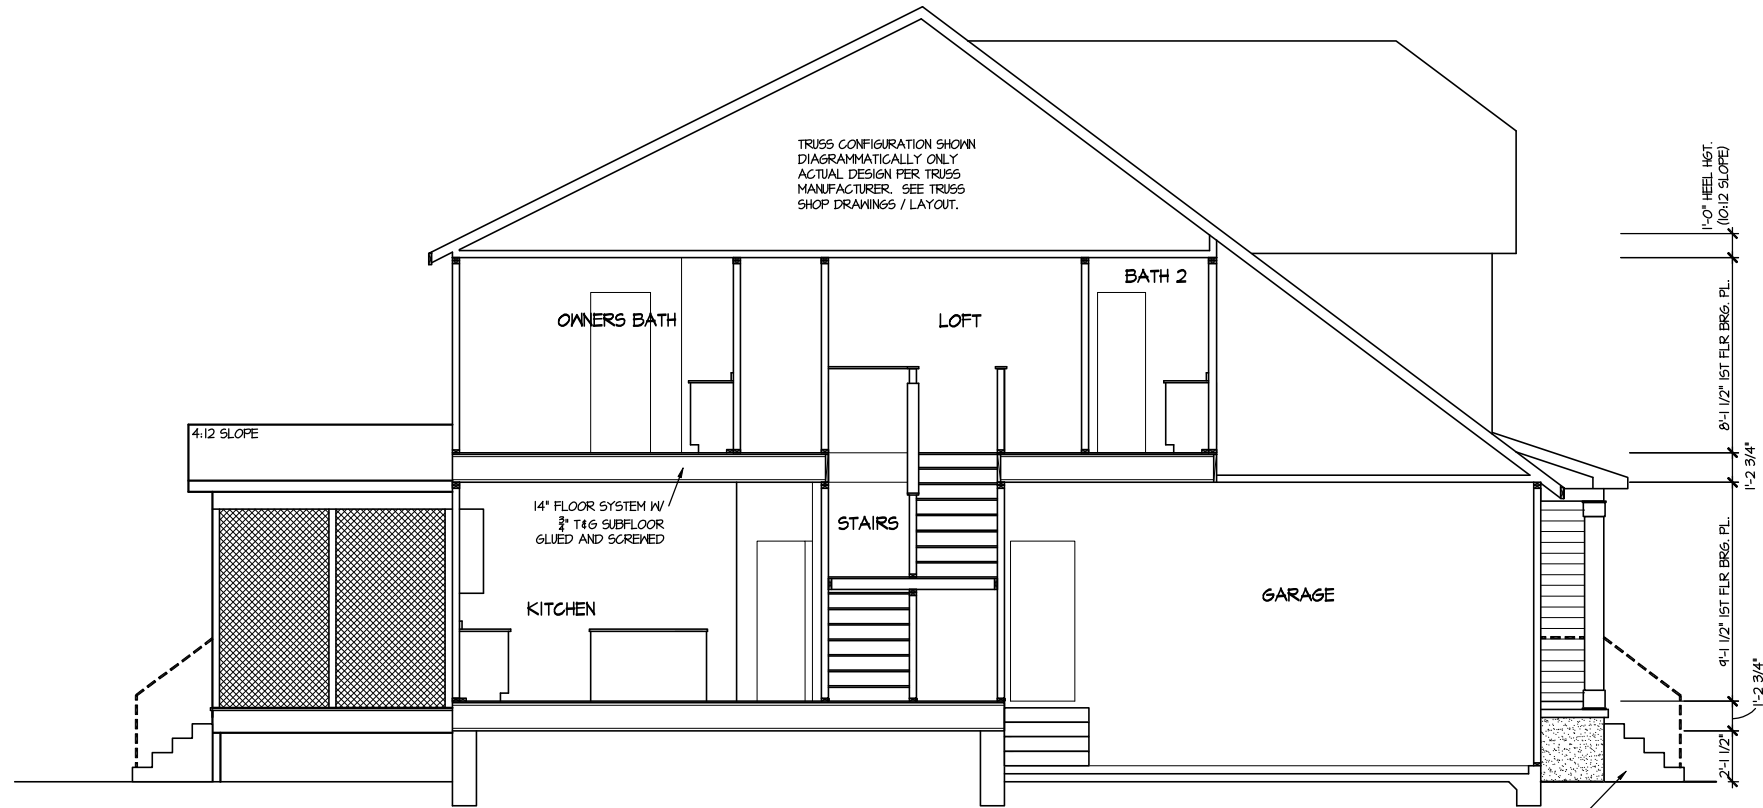 TRUSS CONFIGURATION SHOWN
DIAGRAMMATICALLY ONLY
ACTUAL DESIGN PER TRUSS
MANUFACTURER. SEE TRUSS
SHOP DRAWINGS / LAYOUT.
1'-0" HEEL HGT.
(10:12 SLOPE)
BATH 2
OWNERS BATH
LOFT
8'-1 1/2" 1ST FLR BRG. PL.
4:12 SLOPE
1'-2 3/4"
14" FLOOR SYSTEM W/
3/4" T&G SUBFLOOR
GLUED AND SCREWED
STAIRS
9'-1 1/2" 1ST FLR BRG. PL.
GARAGE
KITCHEN
1'-2 3/4"
2'-1 1/2"